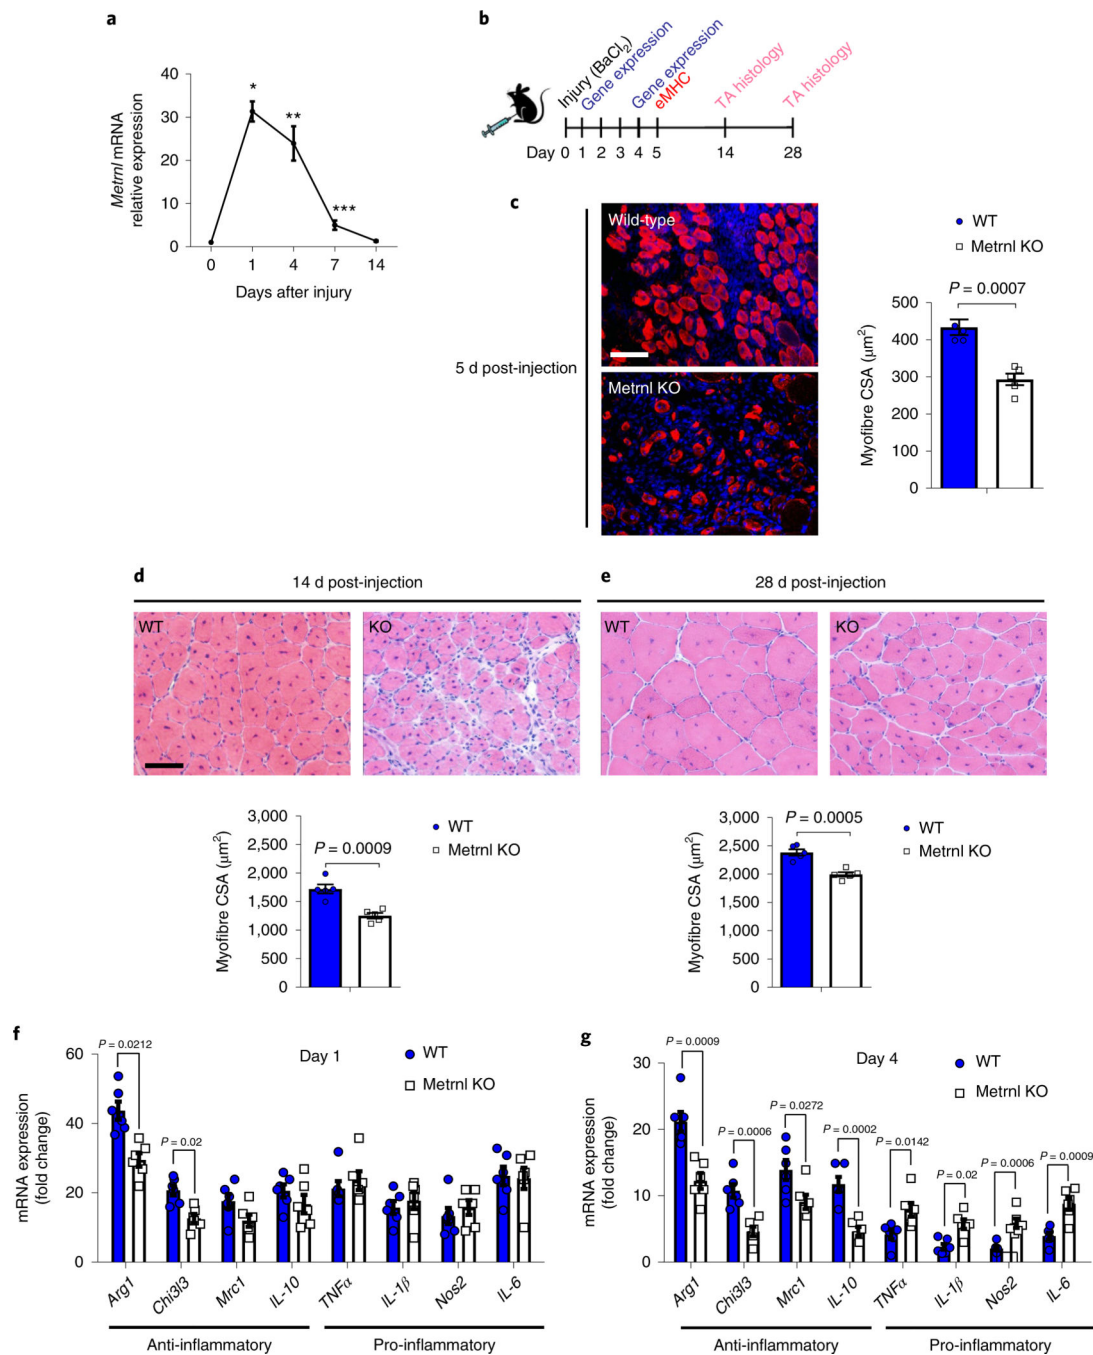 a
40
30
20
10
0
Metrnl mRNA
relative expression
*
**
***
0 1 4 7 14
Days after injury
b
Injury (BaCl2)
Gene expression
Gene expression
eMHC
TA histology
TA histology
Day 0 1 2 3 4 5 14 28
c
5 d post-injection
Wild-type
Metrnl KO
WT
Metrnl KO
P = 0.0007
500
400
300
200
100
0
Myofibre CSA (µm2)
d
14 d post-injection
WT
KO
3,000
2,500
2,000
1,500
1,000
500
0
Myofibre CSA (µm2)
P = 0.0009
WT
Metrnl KO
e
28 d post-injection
WT
KO
3,000
2,500
2,000
1,500
1,000
500
0
Myofibre CSA (µm2)
P = 0.0005
WT
Metrnl KO
f
Day 1
WT
Metrnl KO
P = 0.0212
P = 0.02
60
40
20
0
mRNA expression
(fold change)
Arg1 Chi3l3 Mrc1 IL-10 TNFα IL-1β Nos2 IL-6
Anti-inflammatory Pro-inflammatory
g
Day 4
WT
Metrnl KO
P = 0.0009
P = 0.0006
P = 0.0272
P = 0.0002
P = 0.0142
P = 0.02
P = 0.0006
P = 0.0009
30
20
10
0
mRNA expression
(fold change)
Arg1 Chi3l3 Mrc1 IL-10 TNFα IL-1β Nos2 IL-6
Anti-inflammatory Pro-inflammatory